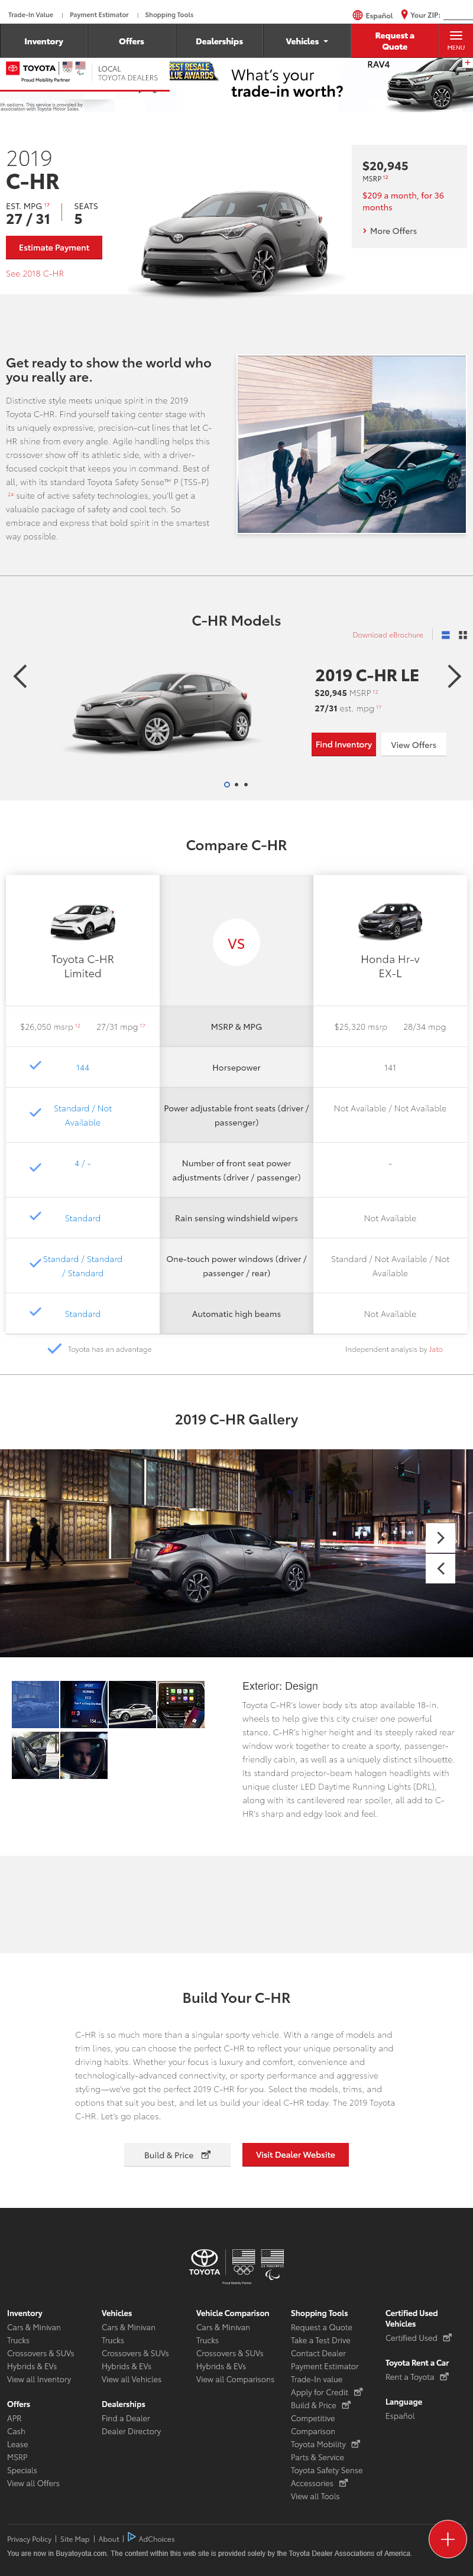 Trade-In Value | Payment Estimator | Shopping Tools
Español
Your ZIP:
Inventory
Offers
Dealerships
Vehicles
Request a
Quote
MENU
TOYOTA
Proud Mobility Partner
LOCAL
TOYOTA DEALERS
BEST RESALE
VALUE AWARDS
What's your
trade-in worth?
RAV4
th options. This service is provided by
association with Toyota Motor Sales.
2019
C-HR
EST. MPG 17
27 / 31
SEATS
5
Estimate Payment
See 2018 C-HR
$20,945
MSRP 12
$209 a month, for 36
months
More Offers
Get ready to show the world who
you really are.
Distinctive style meets unique spirit in the 2019
Toyota C-HR. Find yourself taking center stage with
its uniquely expressive, precision-cut lines that let C-
HR shine from every angle. Agile handling helps this
crossover show off its athletic side, with a driver-
focused cockpit that keeps you in command. Best of
all, with its standard Toyota Safety Sense™ P (TSS-P)
24 suite of active safety technologies, you'll get a
valuable package of safety and cool tech. So
embrace and express that bold spirit in the smartest
way possible.
C-HR Models
Download eBrochure
2019 C-HR LE
$20,945 MSRP 12
27/31 est. mpg 17
Find Inventory
View Offers
Compare C-HR
Toyota C-HR
Limited
VS
Honda Hr-v
EX-L
$26,050 msrp 12 27/31 mpg 17
MSRP & MPG
$25,320 msrp 28/34 mpg
144
Horsepower
141
Standard / Not
Available
Power adjustable front seats (driver /
passenger)
Not Available / Not Available
4 / -
Number of front seat power
adjustments (driver / passenger)
-
Standard
Rain sensing windshield wipers
Not Available
Standard / Standard
/ Standard
One-touch power windows (driver /
passenger / rear)
Standard / Not Available / Not
Available
Standard
Automatic high beams
Not Available
Toyota has an advantage
Independent analysis by Jato
2019 C-HR Gallery
Exterior: Design
Toyota C-HR's lower body sits atop available 18-in.
wheels to help give this city cruiser one powerful
stance. C-HR's higher height and its steeply raked rear
window work together to create a sporty, passenger-
friendly cabin, as well as a uniquely distinct silhouette.
Its standard projector-beam halogen headlights with
unique cluster LED Daytime Running Lights (DRL),
along with its cantilevered rear spoiler, all add to C-
HR's sharp and edgy look and feel.
Build Your C-HR
C-HR is so much more than a singular sporty vehicle. With a range of models and
trim lines, you can choose the perfect C-HR to reflect your unique personality and
driving habits. Whether your focus is luxury and comfort, convenience and
technologically-advanced connectivity, or sporty performance and aggressive
styling—we've got the perfect 2019 C-HR for you. Select the models, trims, and
options that suit you best, and let us build your ideal C-HR today. The 2019 Toyota
C-HR. Let's go places.
Build & Price
Visit Dealer Website
TOYOTA
Proud Mobility Partner
Inventory
Cars & Minivan
Trucks
Crossovers & SUVs
Hybrids & EVs
View all Inventory
Offers
APR
Cash
Lease
MSRP
Specials
View all Offers
Vehicles
Cars & Minivan
Trucks
Crossovers & SUVs
Hybrids & EVs
View all Vehicles
Dealerships
Find a Dealer
Dealer Directory
Vehicle Comparison
Cars & Minivan
Trucks
Crossovers & SUVs
Hybrids & EVs
View all Comparisons
Shopping Tools
Request a Quote
Take a Test Drive
Contact Dealer
Payment Estimator
Trade-In value
Apply for Credit
Build & Price
Competitive
Comparison
Toyota Mobility
Parts & Service
Toyota Safety Sense
Accessories
View all Tools
Certified Used
Vehicles
Certified Used
Toyota Rent a Car
Rent a Toyota
Language
Español
Privacy Policy | Site Map | About | AdChoices
You are now in Buyatoyota.com. The content within this web site is provided solely by the Toyota Dealer Associations of America.